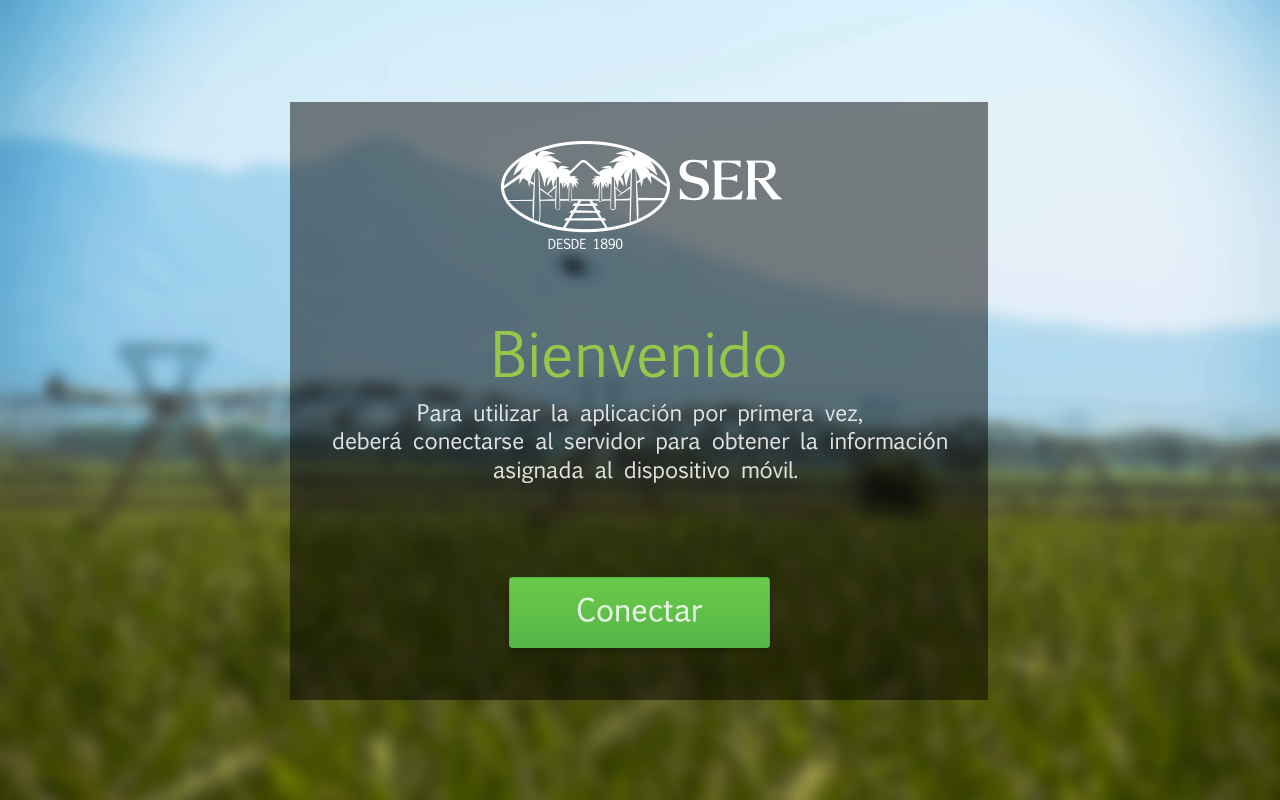 SER
DESDE 1890
Bienvenido
Para utilizar la aplicación por primera vez,
deberá conectarse al servidor para obtener la información
asignada al dispositivo móvil.
Conectar